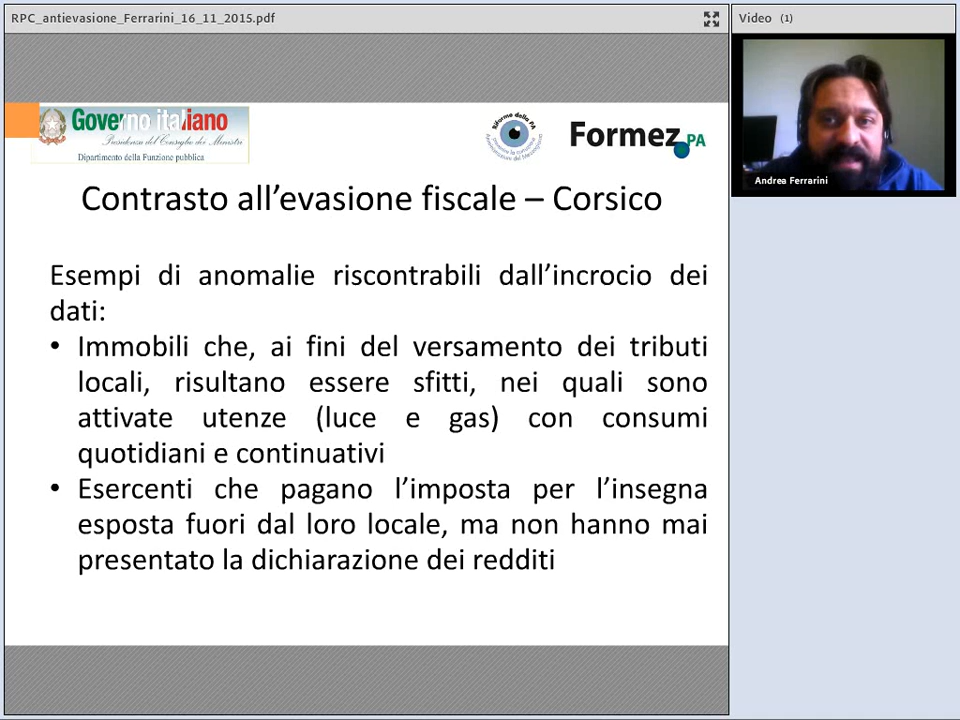 RPC_antievasione_Ferrarini_16_11_2015.pdf
Video (1)
Governo italiano
Presidenza del Consiglio dei Ministri
Dipartimento della Funzione pubblica
Riforme della PA
Formez PA
Andrea Ferrarini
Contrasto all’evasione fiscale – Corsico
Esempi di anomalie riscontrabili dall’incrocio dei
dati:
• Immobili che, ai fini del versamento dei tributi
locali, risultano essere sfitti, nei quali sono
attivate utenze (luce e gas) con consumi
quotidiani e continuativi
• Esercenti che pagano l’imposta per l’insegna
esposta fuori dal loro locale, ma non hanno mai
presentato la dichiarazione dei redditi